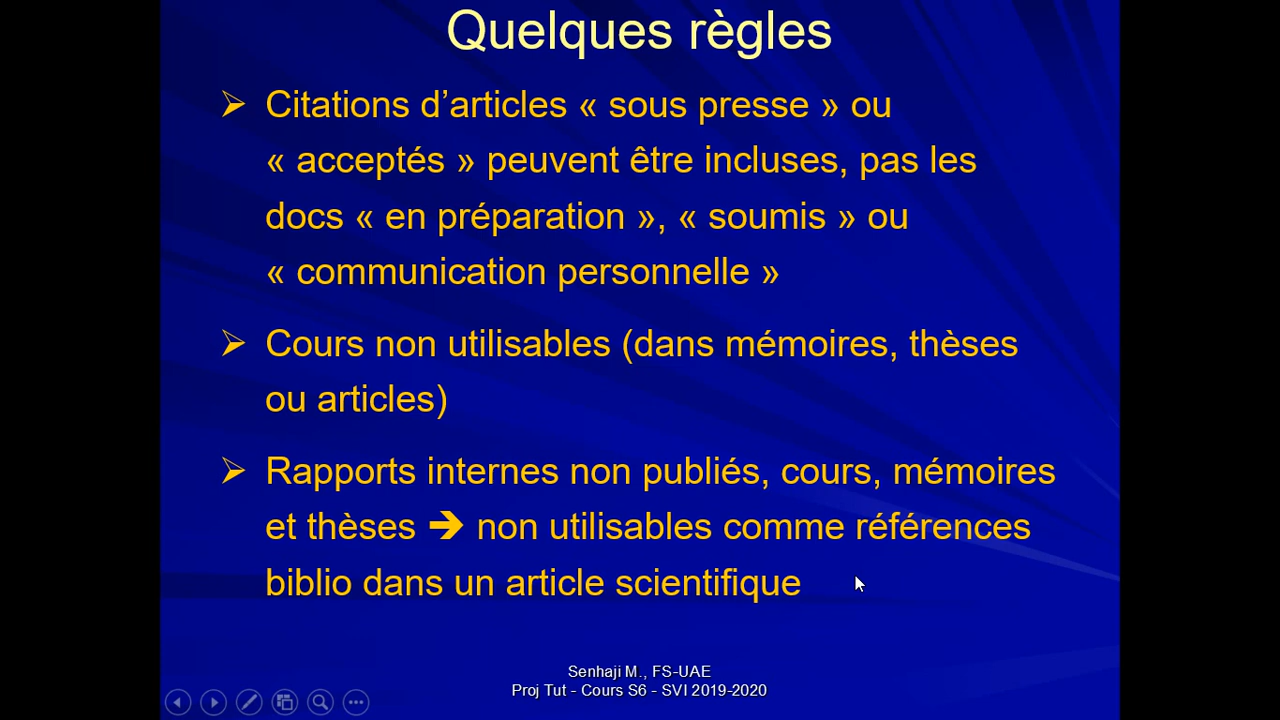 Quelques règles
➢ Citations d’articles « sous presse » ou
« acceptés » peuvent être incluses, pas les
docs « en préparation », « soumis » ou
« communication personnelle »
➢ Cours non utilisables (dans mémoires, thèses
ou articles)
➢ Rapports internes non publiés, cours, mémoires
et thèses ➔ non utilisables comme références
biblio dans un article scientifique
Senhaji M., FS-UAE
Proj Tut - Cours S6 - SVI 2019-2020